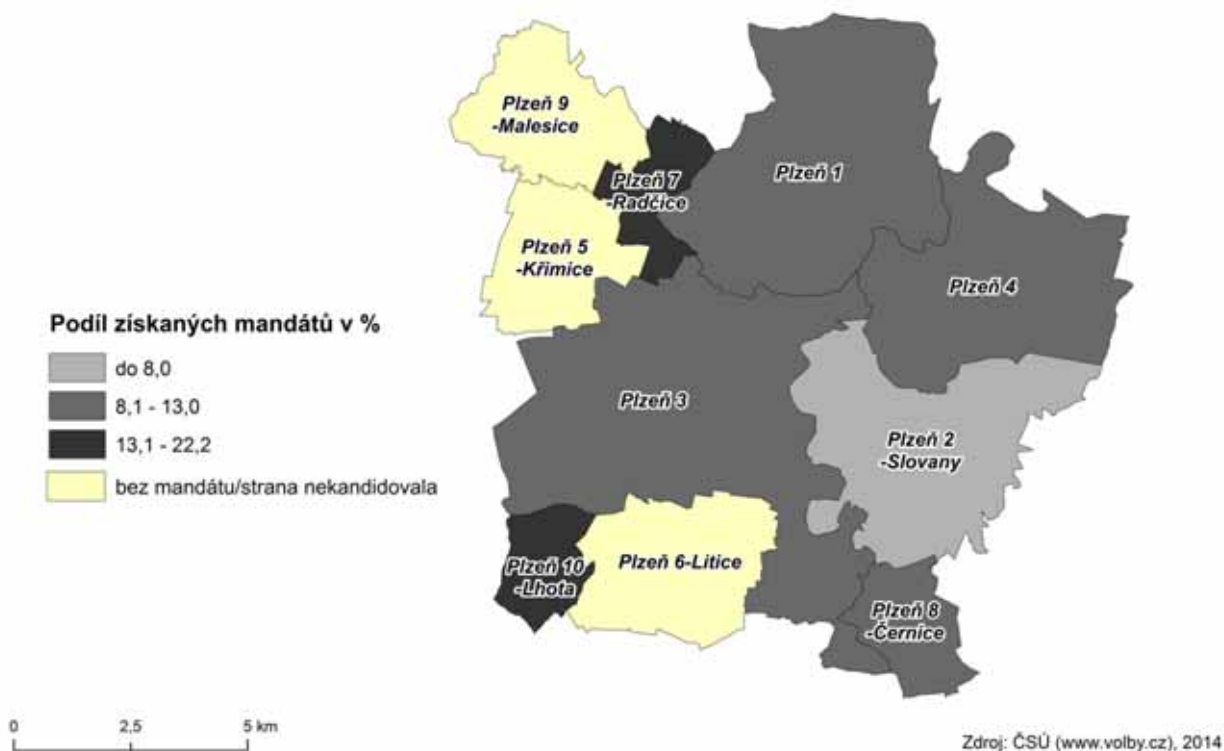 Plzeň 9
-Malesice
Plzeň 7
-Radčice
Plzeň 1
Plzeň 5
-Křimice
Plzeň 4
Podíl získaných mandátů v %
do 8,0
8,1 - 13,0
13,1 - 22,2
bez mandátu/strana nekandidovala
Plzeň 3
Plzeň 2
-Slovany
Plzeň 10
-Lhota
Plzeň 6-Litice
Plzeň 8
-Černice
0 2,5 5 km
Zdroj: ČSÚ (www.volby.cz), 2014